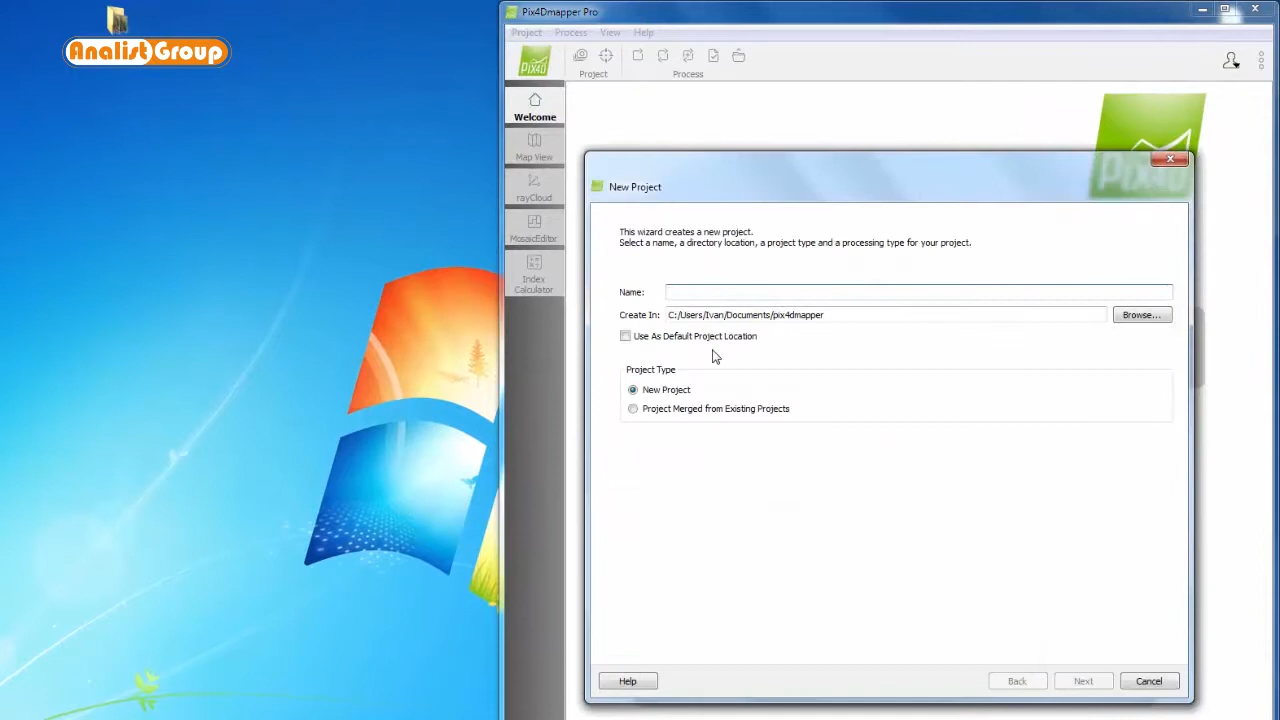 AnalistGroup
Pix4Dmapper Pro
Project Process View Help
Pix4D
Project
Process
Welcome
Map View
rayCloud
MosaicEditor
Index
Calculator
Pix4D
New Project
This wizard creates a new project.
Select a name, a directory location, a project type and a processing type for your project.
Name:
Create In: C:/Users/Ivan/Documents/pix4dmapper Browse...
Use As Default Project Location
Project Type
New Project
Project Merged from Existing Projects
Help Back Next Cancel